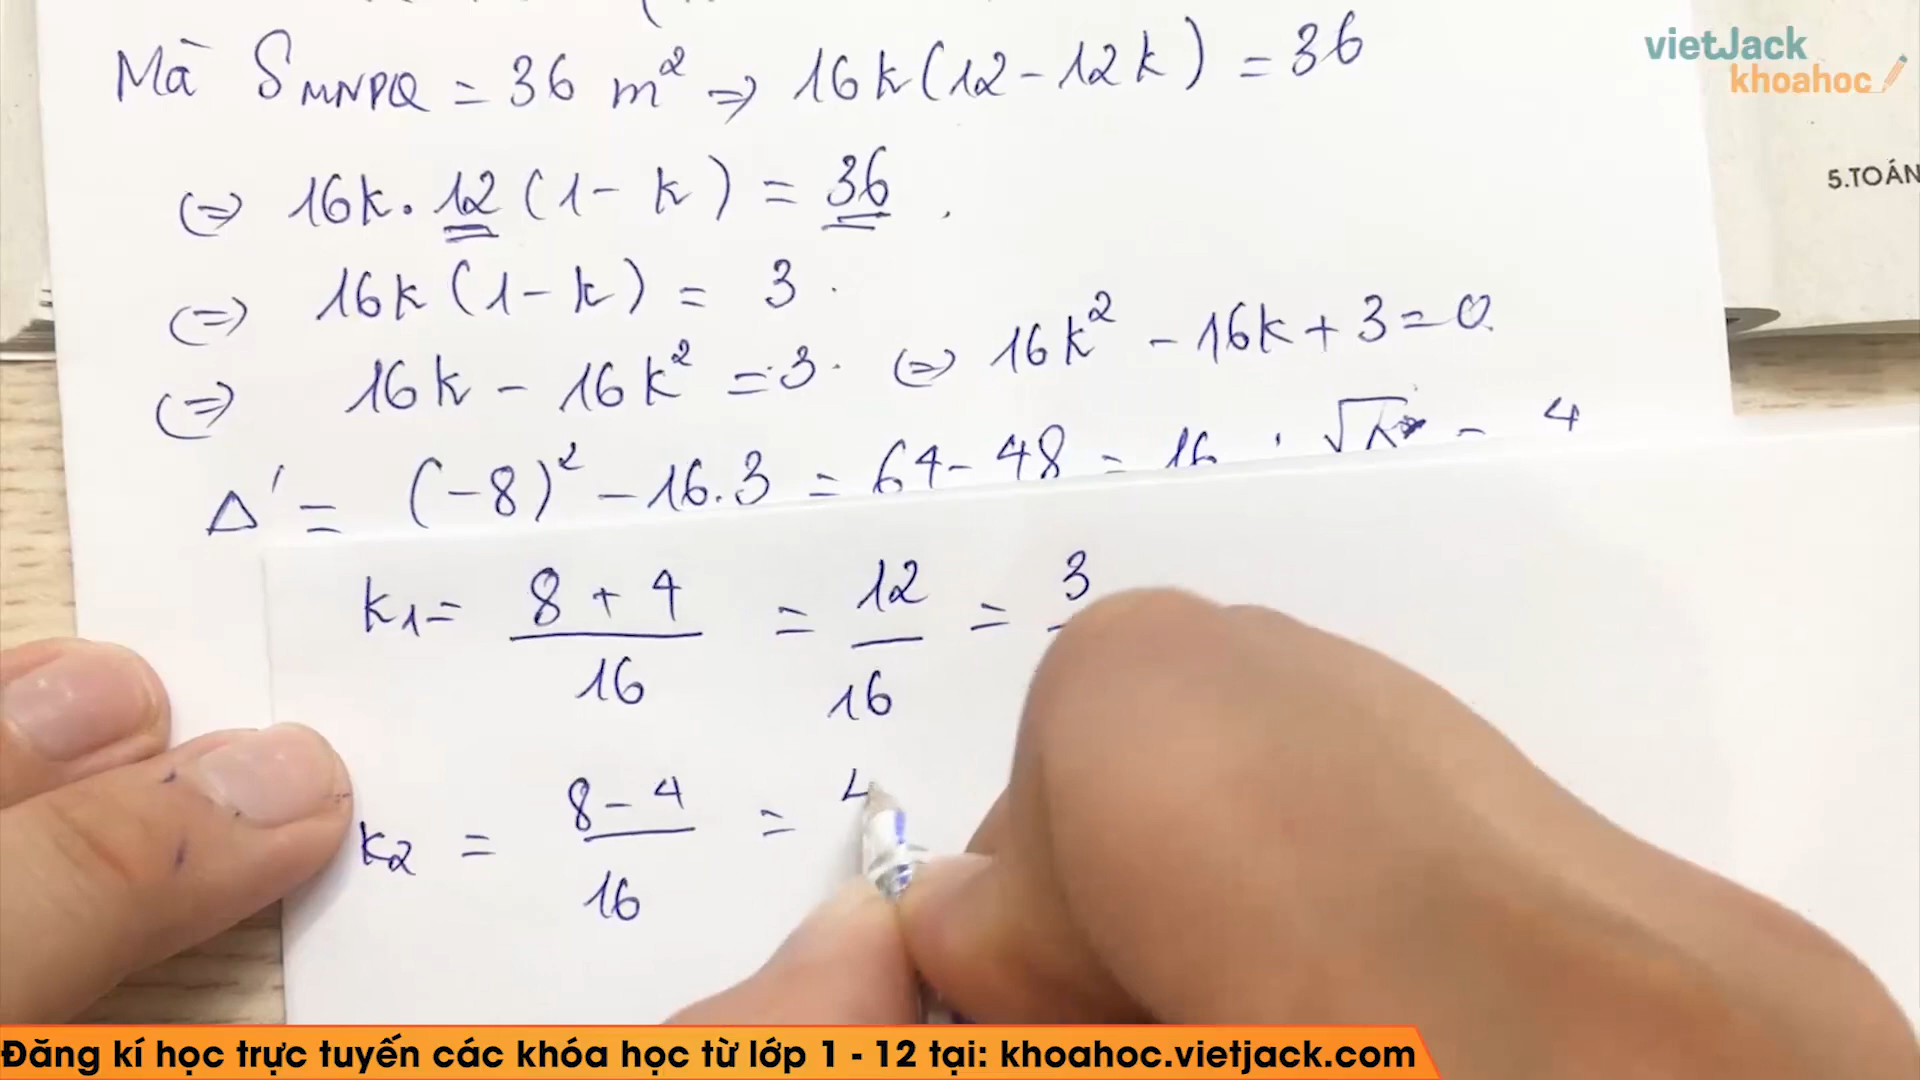 Mà SMNPQ = 36 m² => 16k(12 - 12k) = 36
<=> 16k . 12 (1 - k) = 36
<=> 16k (1 - k) = 3
<=> 16k - 16k² = 3 <=> 16k² - 16k + 3 = 0
Δ' = (-8)² - 16.3 = 64 - 48 = 16 . = 4
k1 = 8 + 4 / 16 = 12 / 16 = 3
k2 = 8 - 4 / 16 = 4
vietJack
khoahoc
5.TOÁN
Đăng kí học trực tuyến các khóa học từ lớp 1 - 12 tại: khoahoc.vietjack.com